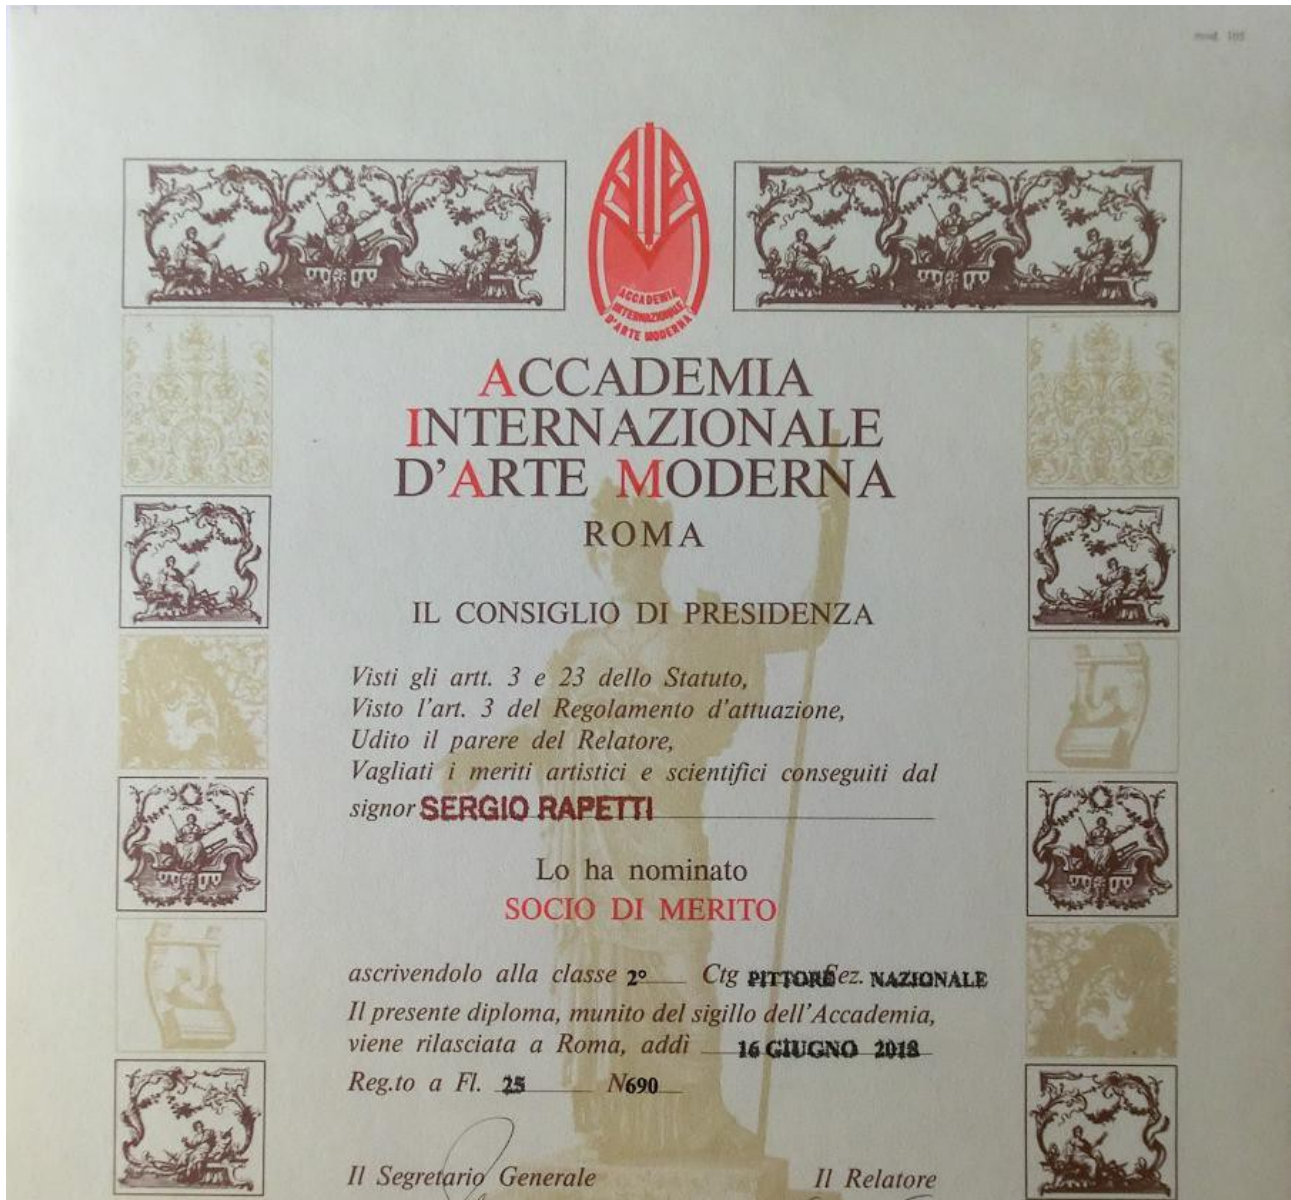 mod. 105
ACCADEMIA
INTERNAZIONALE
D'ARTE MODERNA
ACCADEMIA
INTERNAZIONALE
D'ARTE MODERNA
ROMA
IL CONSIGLIO DI PRESIDENZA
Visti gli artt. 3 e 23 dello Statuto,
Visto l'art. 3 del Regolamento d'attuazione,
Udito il parere del Relatore,
Vagliati i meriti artistici e scientifici conseguiti dal
signor SERGIO RAPETTI
Lo ha nominato
SOCIO DI MERITO
ascrivendolo alla classe 2° Ctg PITTORE Sez. NAZIONALE
Il presente diploma, munito del sigillo dell'Accademia,
viene rilasciata a Roma, addì 16 GIUGNO 2018
Reg.to a Fl. 25 N690
Il Segretario Generale Il Relatore